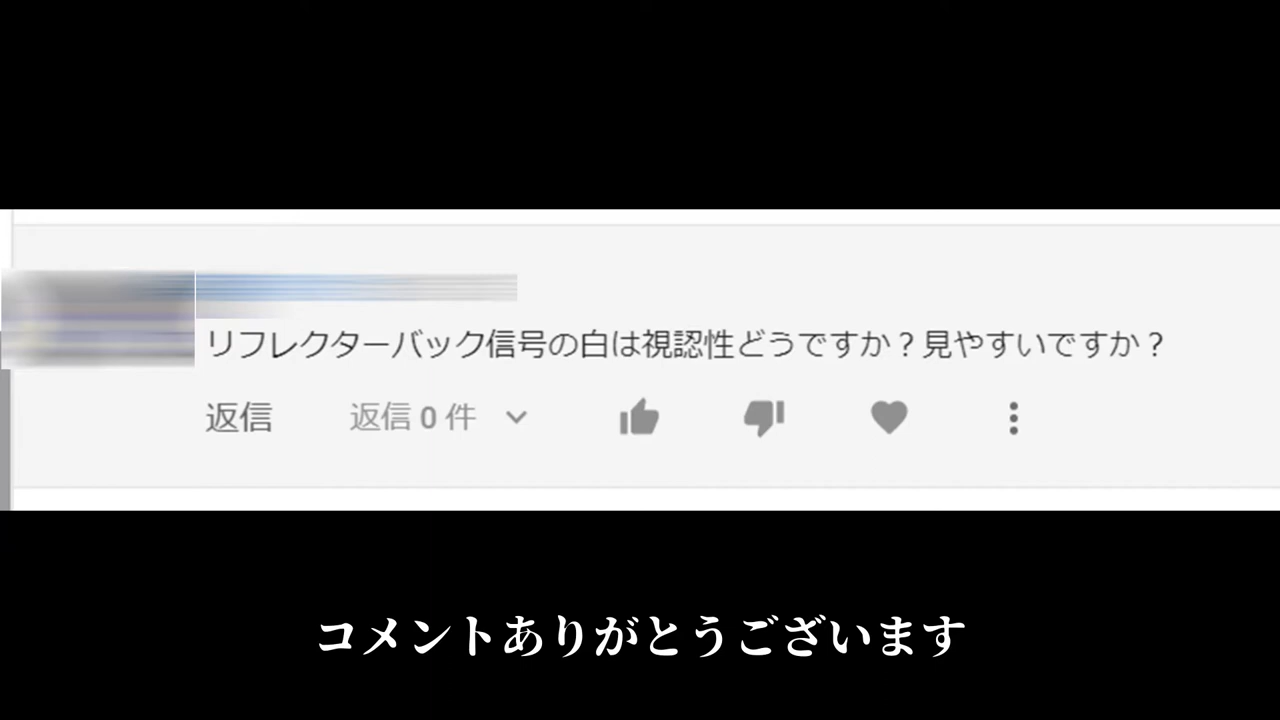 リフレクターバック信号の白は視認性どうですか？見やすいですか？
返信 返信 0 件
コメントありがとうございます